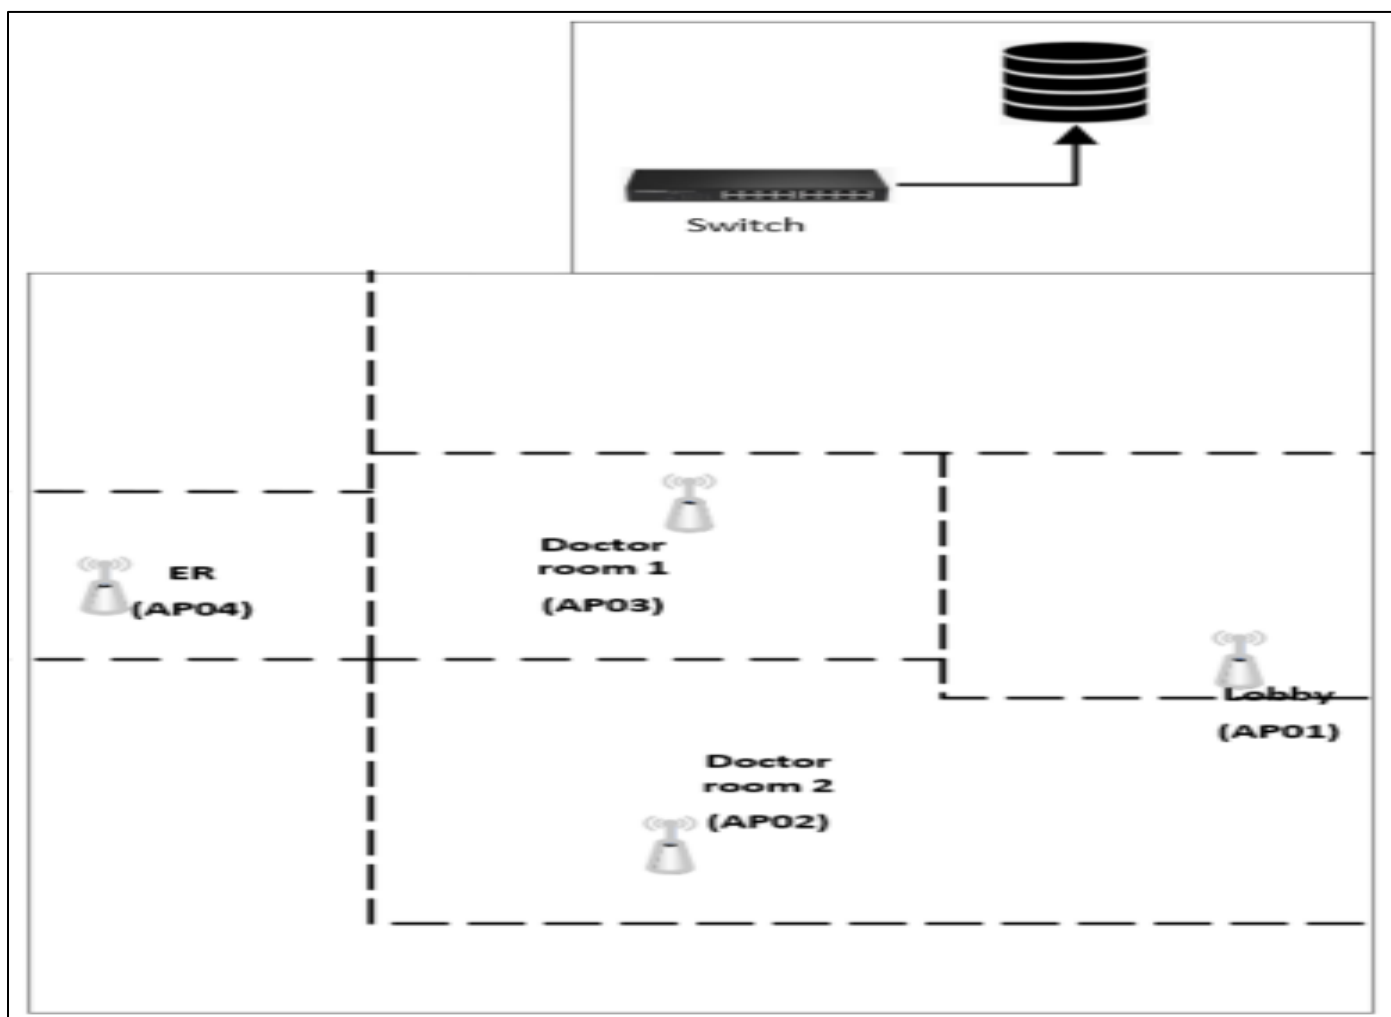 Switch
Doctor
room 1
(AP03)
ER
(AP04)
Lobby
(AP01)
Doctor
room 2
(AP02)